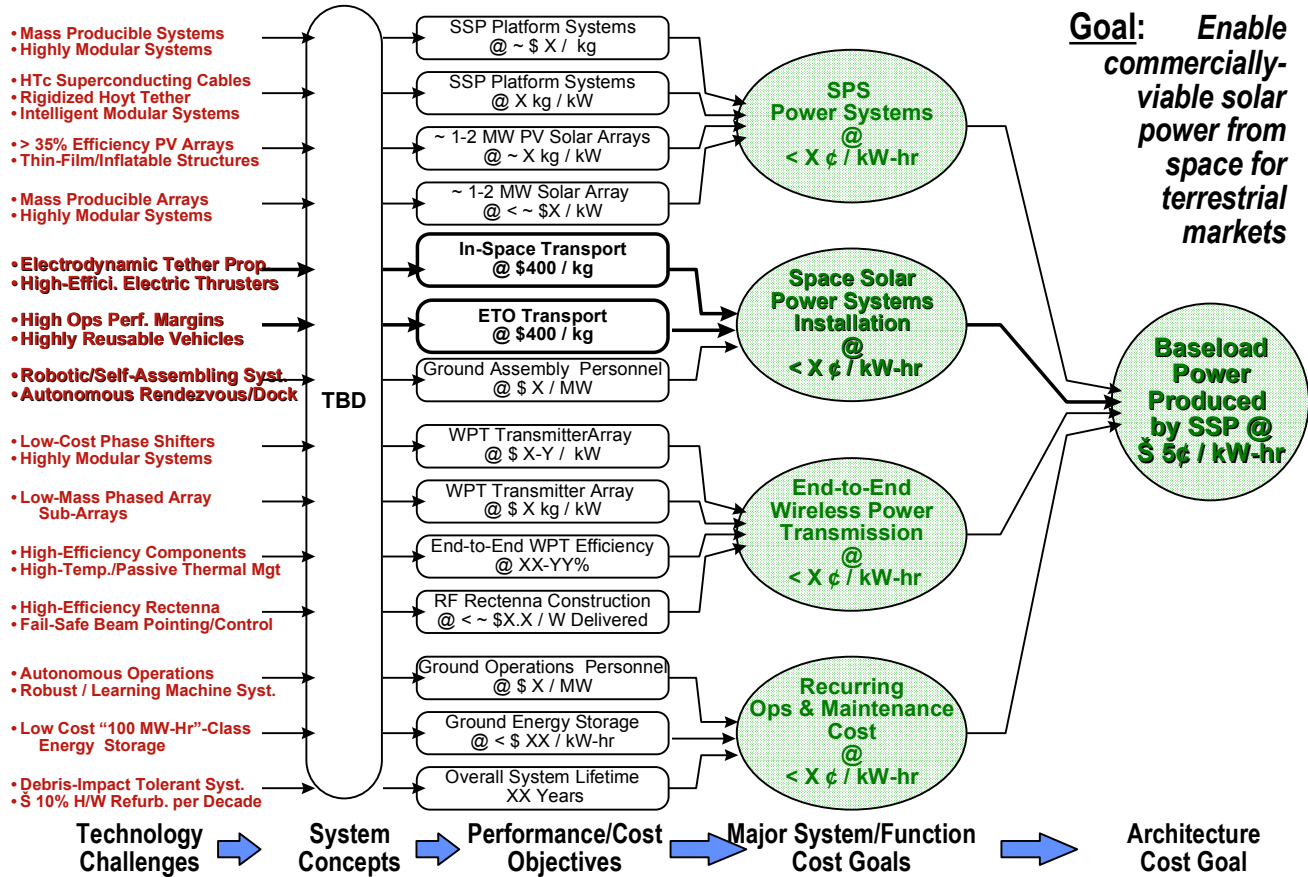 • Mass Producible Systems
• Highly Modular Systems
• HTc Superconducting Cables
• Rigidized Hoyt Tether
• Intelligent Modular Systems
• > 35% Efficiency PV Arrays
• Thin-Film/Inflatable Structures
• Mass Producible Arrays
• Highly Modular Systems
• Electrodynamic Tether Prop.
• High-Effici. Electric Thrusters
• High Ops Perf. Margins
• Highly Reusable Vehicles
• Robotic/Self-Assembling Syst.
• Autonomous Rendezvous/Dock
• Low-Cost Phase Shifters
• Highly Modular Systems
• Low-Mass Phased Array
Sub-Arrays
• High-Efficiency Components
• High-Temp./Passive Thermal Mgt
• High-Efficiency Rectenna
• Fail-Safe Beam Pointing/Control
• Autonomous Operations
• Robust / Learning Machine Syst.
• Low Cost “100 MW-Hr”-Class
Energy Storage
• Debris-Impact Tolerant Syst.
• Š 10% H/W Refurb. per Decade
TBD
SSP Platform Systems
@ ~ $ X / kg
SSP Platform Systems
@ X kg / kW
~ 1-2 MW PV Solar Arrays
@ ~ X kg / kW
~ 1-2 MW Solar Array
@ < ~ $X / kW
In-Space Transport
@ $400 / kg
ETO Transport
@ $400 / kg
Ground Assembly Personnel
@ $ X / MW
WPT TransmitterArray
@ $ X-Y / kW
WPT Transmitter Array
@ $ X kg / kW
End-to-End WPT Efficiency
@ XX-YY%
RF Rectenna Construction
@ < ~ $X.X / W Delivered
Ground Operations Personnel
@ $ X / MW
Ground Energy Storage
@ < $ XX / kW-hr
Overall System Lifetime
XX Years
SPS
Power Systems
@
< X ¢ / kW-hr
Space Solar
Power Systems
Installation
@
< X ¢ / kW-hr
End-to-End
Wireless Power
Transmission
@
< X ¢ / kW-hr
Recurring
Ops & Maintenance
Cost
@
< X ¢ / kW-hr
Goal: Enable
commercially-
viable solar
power from
space for
terrestrial
markets
Baseload
Power
Produced
by SSP @
Š 5¢ / kW-hr
Technology
Challenges
System
Concepts
Performance/Cost
Objectives
Major System/Function
Cost Goals
Architecture
Cost Goal